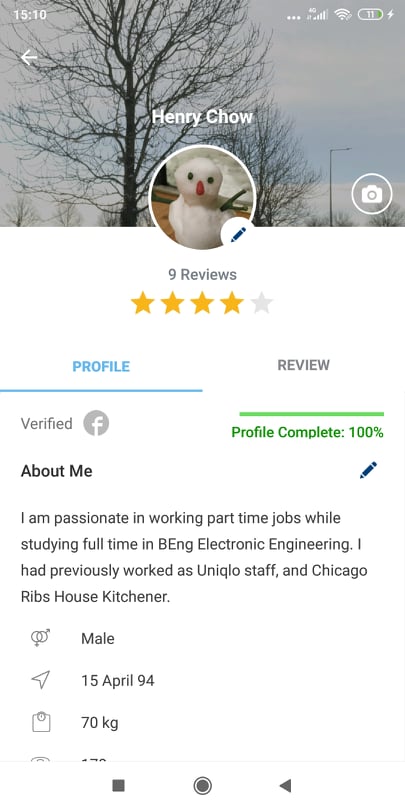 15:10
4G
11
Henry Chow
9 Reviews
PROFILE
REVIEW
Verified
Profile Complete: 100%
About Me
I am passionate in working part time jobs while
studying full time in BEng Electronic Engineering. I
had previously worked as Uniqlo staff, and Chicago
Ribs House Kitchener.
Male
15 April 94
70 kg